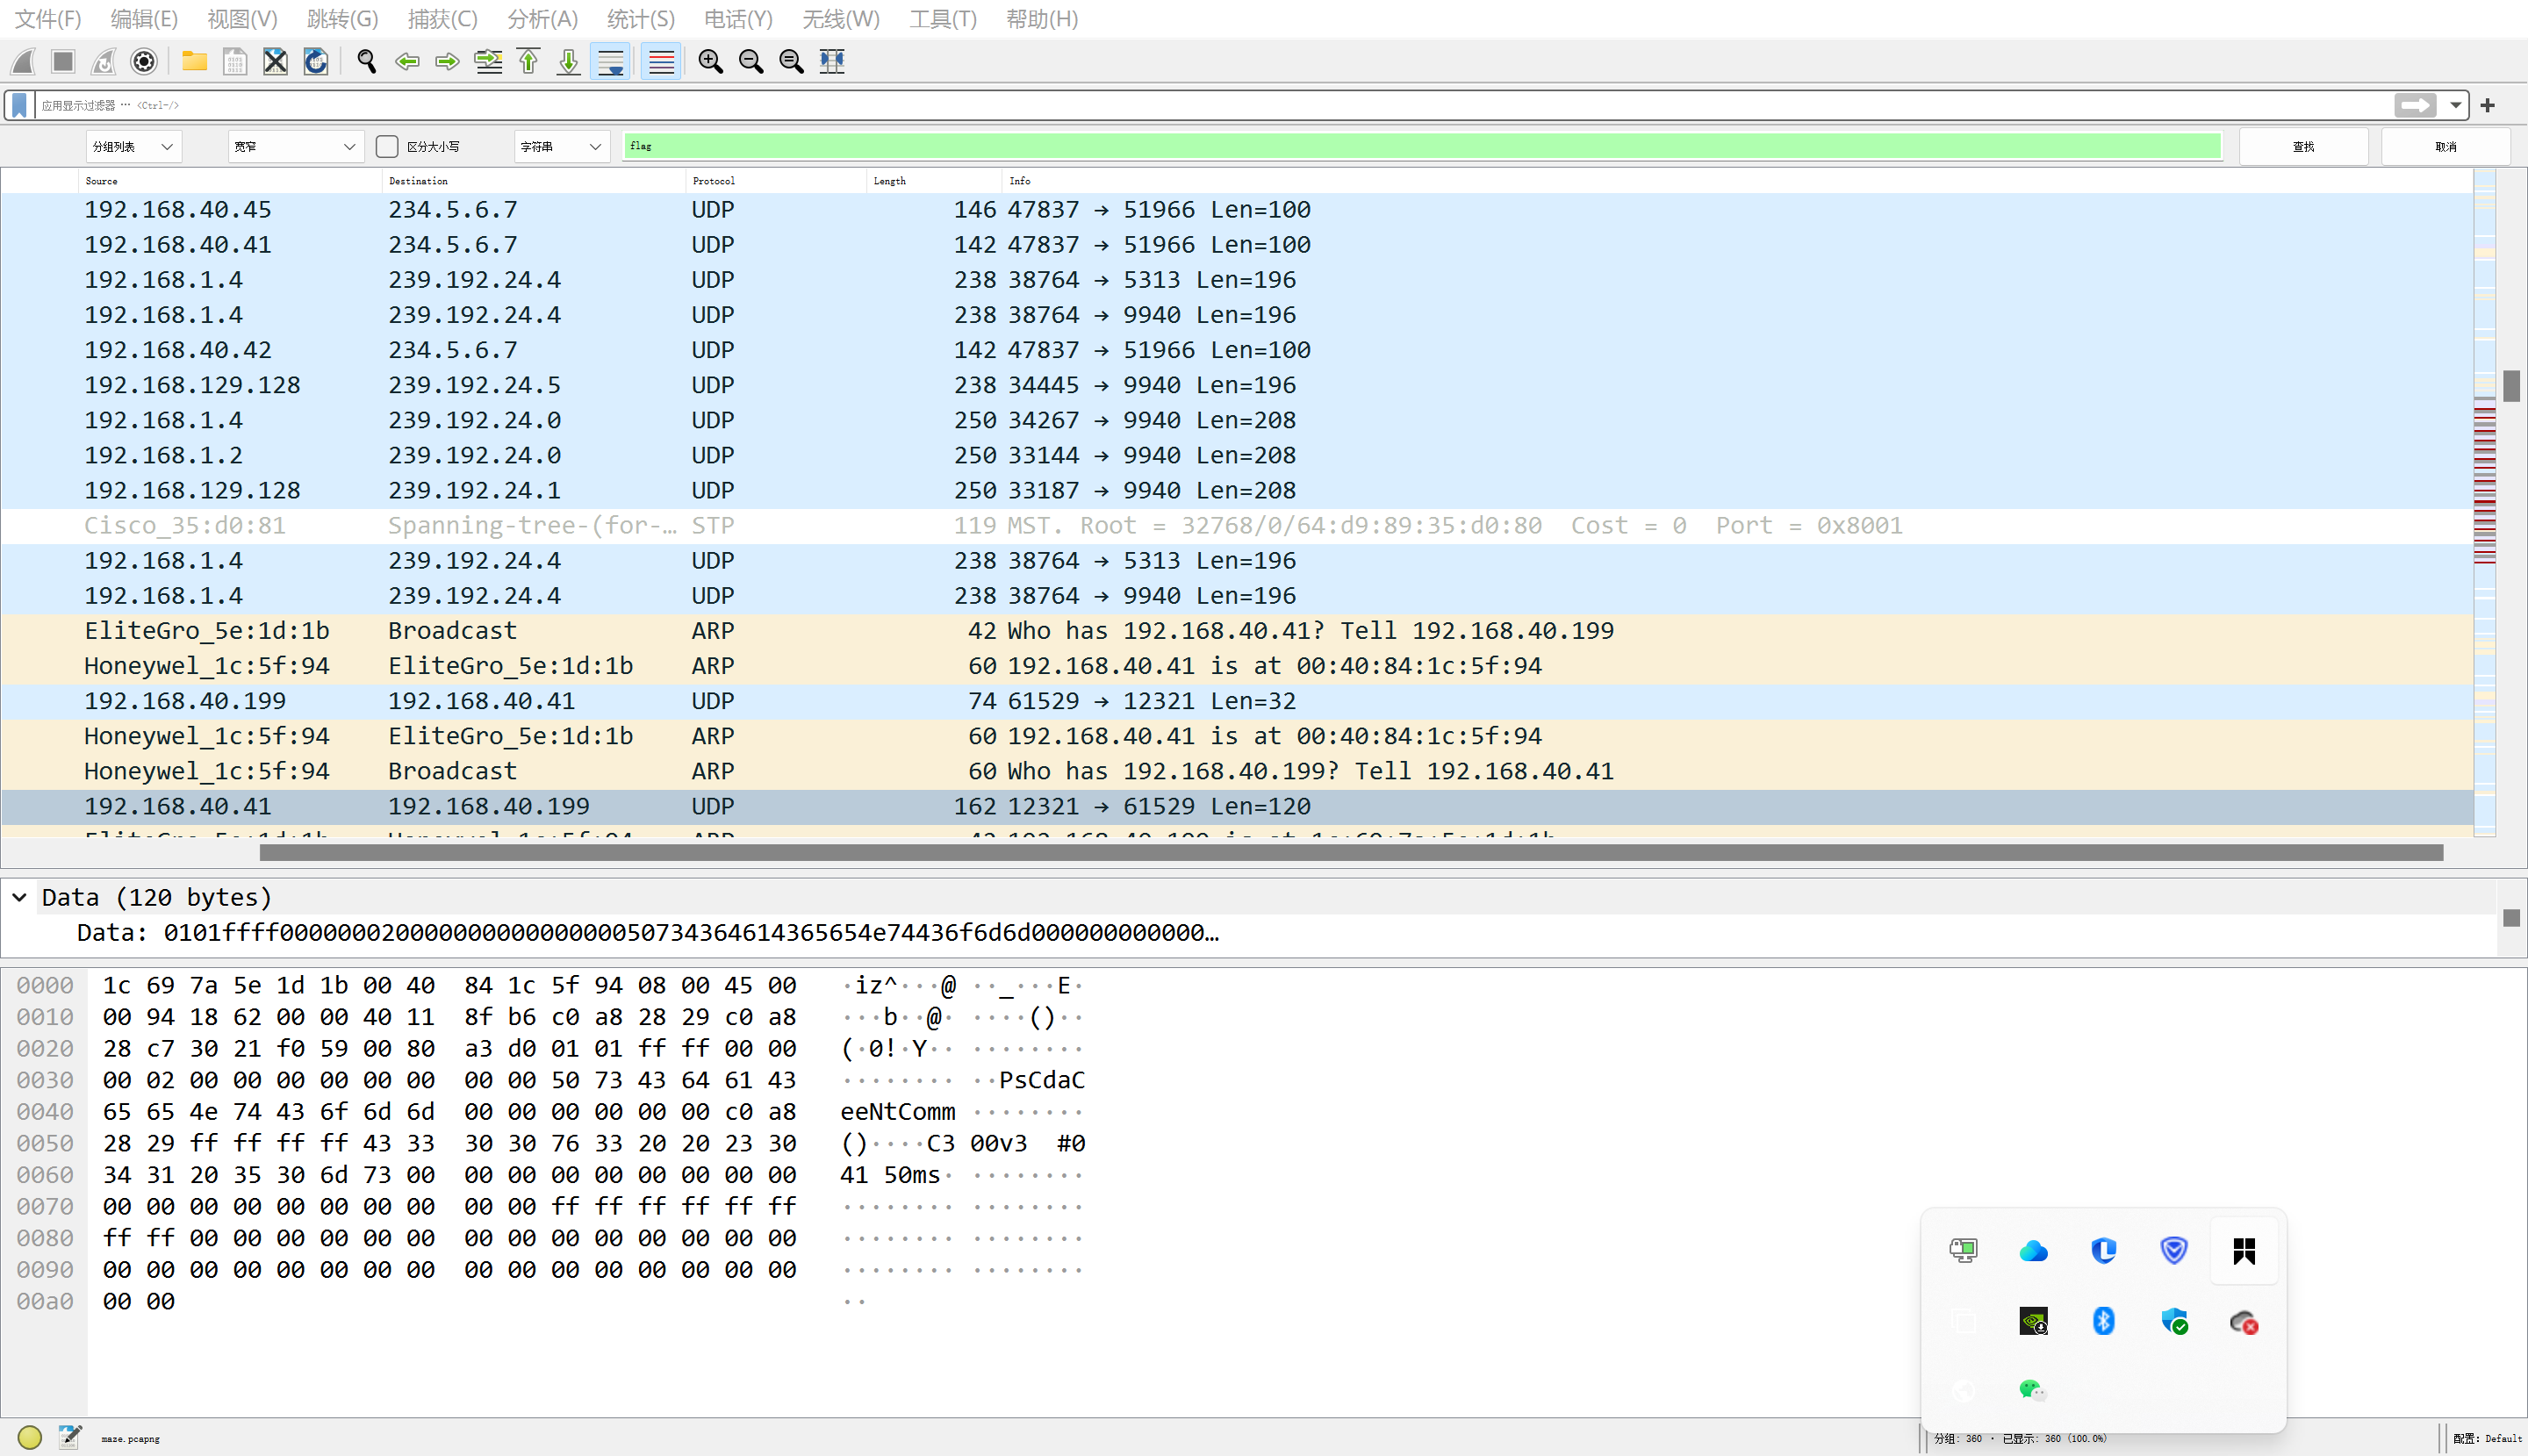 文件(F) 编辑(E) 视图(V) 跳转(G) 捕获(C) 分析(A) 统计(S) 电话(Y) 无线(W) 工具(T) 帮助(H)
应用显示过滤器 … <Ctrl-/>
分组列表 宽窄 区分大小写 字符串 flag 查找 取消
Source Destination Protocol Length Info
192.168.40.45 234.5.6.7 UDP 146 47837 → 51966 Len=100
192.168.40.41 234.5.6.7 UDP 142 47837 → 51966 Len=100
192.168.1.4 239.192.24.4 UDP 238 38764 → 5313 Len=196
192.168.1.4 239.192.24.4 UDP 238 38764 → 9940 Len=196
192.168.40.42 234.5.6.7 UDP 142 47837 → 51966 Len=100
192.168.129.128 239.192.24.5 UDP 238 34445 → 9940 Len=196
192.168.1.4 239.192.24.0 UDP 250 34267 → 9940 Len=208
192.168.1.2 239.192.24.0 UDP 250 33144 → 9940 Len=208
192.168.129.128 239.192.24.1 UDP 250 33187 → 9940 Len=208
Cisco_35:d0:81 Spanning-tree-(for-… STP 119 MST. Root = 32768/0/64:d9:89:35:d0:80 Cost = 0 Port = 0x8001
192.168.1.4 239.192.24.4 UDP 238 38764 → 5313 Len=196
192.168.1.4 239.192.24.4 UDP 238 38764 → 9940 Len=196
EliteGro_5e:1d:1b Broadcast ARP 42 Who has 192.168.40.41? Tell 192.168.40.199
Honeywel_1c:5f:94 EliteGro_5e:1d:1b ARP 60 192.168.40.41 is at 00:40:84:1c:5f:94
192.168.40.199 192.168.40.41 UDP 74 61529 → 12321 Len=32
Honeywel_1c:5f:94 EliteGro_5e:1d:1b ARP 60 192.168.40.41 is at 00:40:84:1c:5f:94
Honeywel_1c:5f:94 Broadcast ARP 60 Who has 192.168.40.199? Tell 192.168.40.41
192.168.40.41 192.168.40.199 UDP 162 12321 → 61529 Len=120
Data (120 bytes)
Data: 0101ffff00000002000000000000000050734364614365654e74436f6d6d000000000000…
0000 1c 69 7a 5e 1d 1b 00 40 84 1c 5f 94 08 00 45 00 ·iz^···@ ··_···E·
0010 00 94 18 62 00 00 40 11 8f b6 c0 a8 28 29 c0 a8 ···b··@· ····()··
0020 28 c7 30 21 f0 59 00 80 a3 d0 01 01 ff ff 00 00 (·0!·Y·· ········
0030 00 02 00 00 00 00 00 00 00 00 50 73 43 64 61 43 ········ ··PsCdaC
0040 65 65 4e 74 43 6f 6d 6d 00 00 00 00 00 00 c0 a8 eeNtComm ········
0050 28 29 ff ff ff ff 43 33 30 30 76 33 20 20 23 30 ()····C3 00v3  #0
0060 34 31 20 35 30 6d 73 00 00 00 00 00 00 00 00 00 41 50ms· ········
0070 00 00 00 00 00 00 00 00 00 00 ff ff ff ff ff ff ········ ········
0080 ff ff 00 00 00 00 00 00 00 00 00 00 00 00 00 00 ········ ········
0090 00 00 00 00 00 00 00 00 00 00 00 00 00 00 00 00 ········ ········
00a0 00 00 ··
maze.pcapng 分组: 360 · 已显示: 360 (100.0%) 配置: Default